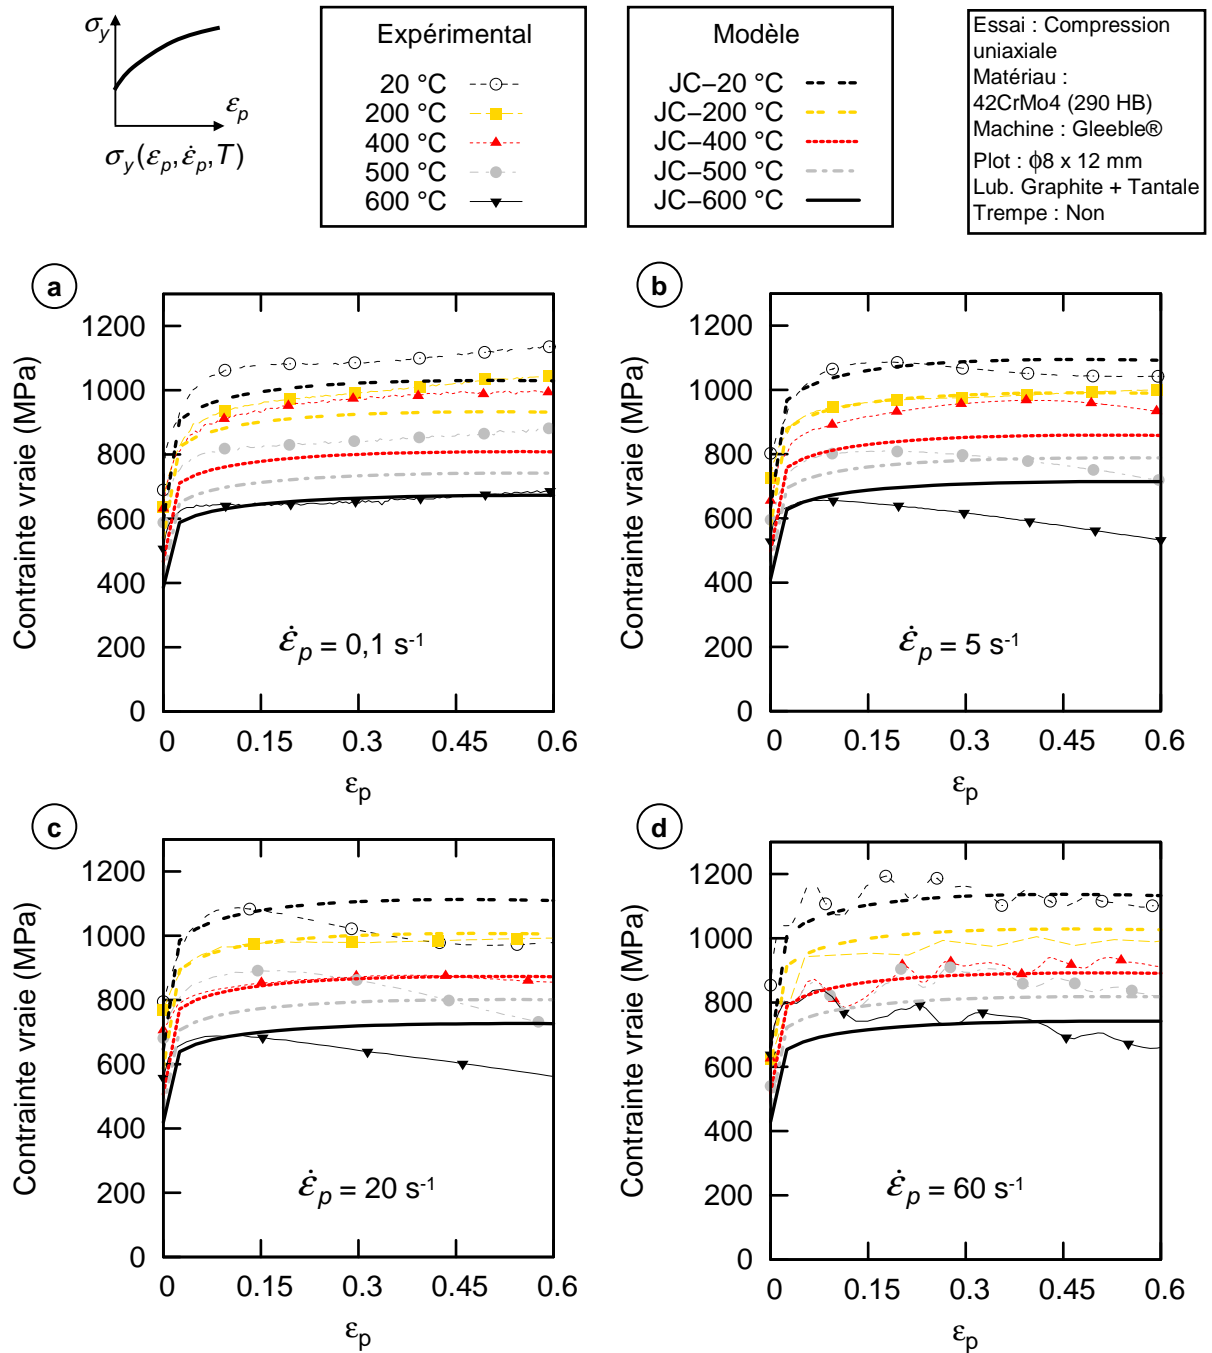 σy
εp
σy(εp, ε̇p, T)
Expérimental
20 °C
200 °C
400 °C
500 °C
600 °C
Modèle
JC−20 °C
JC−200 °C
JC−400 °C
JC−500 °C
JC−600 °C
Essai : Compression
uniaxiale
Matériau :
42CrMo4 (290 HB)
Machine : Gleeble®
Plot : ϕ8 x 12 mm
Lub. Graphite + Tantale
Trempe : Non
a
Contrainte vraie (MPa)
1200
1000
800
600
400
200
0
ε̇p = 0,1 s-1
0 0.15 0.3 0.45 0.6
εp
b
Contrainte vraie (MPa)
1200
1000
800
600
400
200
0
ε̇p = 5 s-1
0 0.15 0.3 0.45 0.6
εp
c
Contrainte vraie (MPa)
1200
1000
800
600
400
200
0
ε̇p = 20 s-1
0 0.15 0.3 0.45 0.6
εp
d
Contrainte vraie (MPa)
1200
1000
800
600
400
200
0
ε̇p = 60 s-1
0 0.15 0.3 0.45 0.6
εp